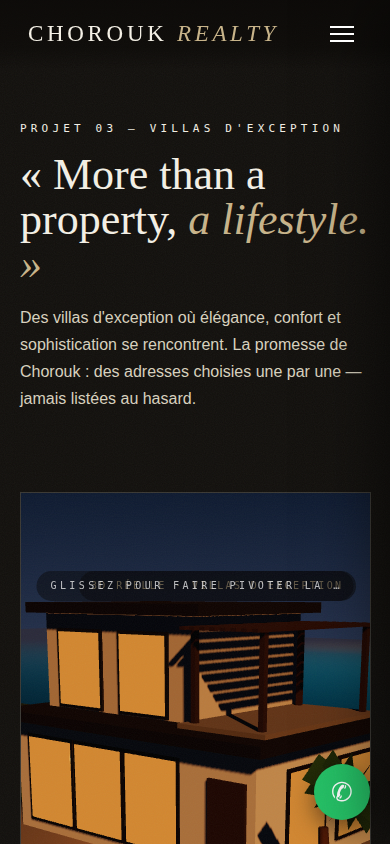 CHOROUK REALTY
PROJET 03 — VILLAS D'EXCEPTION
« More than a
property, a lifestyle.
»
Des villas d'exception où élégance, confort et
sophistication se rencontrent. La promesse de
Chorouk : des adresses choisies une par une —
jamais listées au hasard.
GLISSEZ POUR FAIRE PIVOTER LA